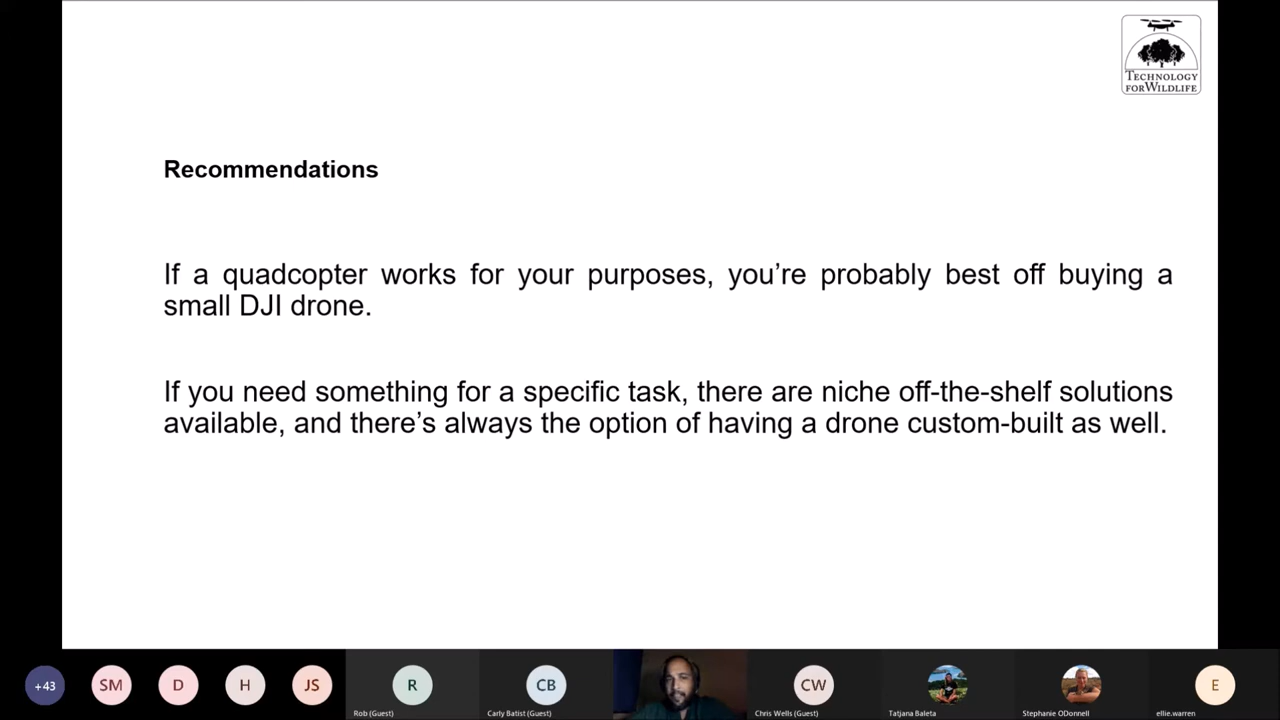 TECHNOLOGY
FORWILDLIFE
Recommendations
If a quadcopter works for your purposes, you’re probably best off buying a
small DJI drone.
If you need something for a specific task, there are niche off-the-shelf solutions
available, and there’s always the option of having a drone custom-built as well.
+43
SM
D
H
JS
R
CB
CW
E
Rob (Guest)
Carly Batist (Guest)
Chris Wells (Guest)
Tatjana Baleta
Stephanie ODonnell
ellie.warren